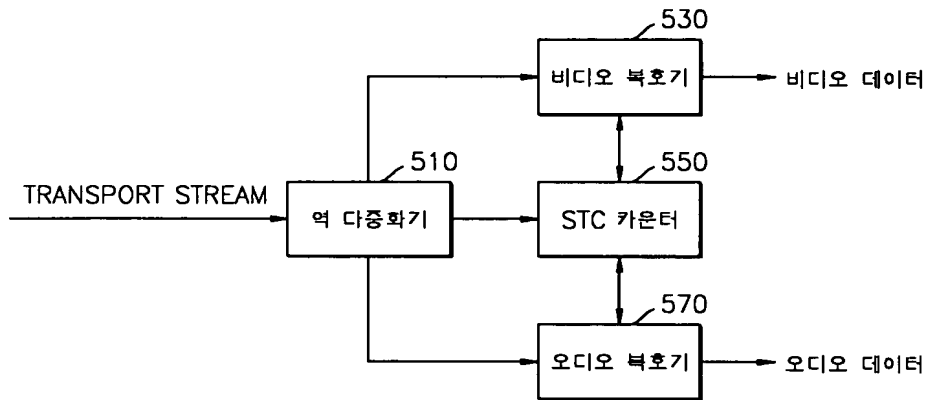 530
비디오 복호기
비디오 데이터
510
550
TRANSPORT STREAM
역 다중화기
STC 카운터
570
오디오 복호기
오디오 데이터